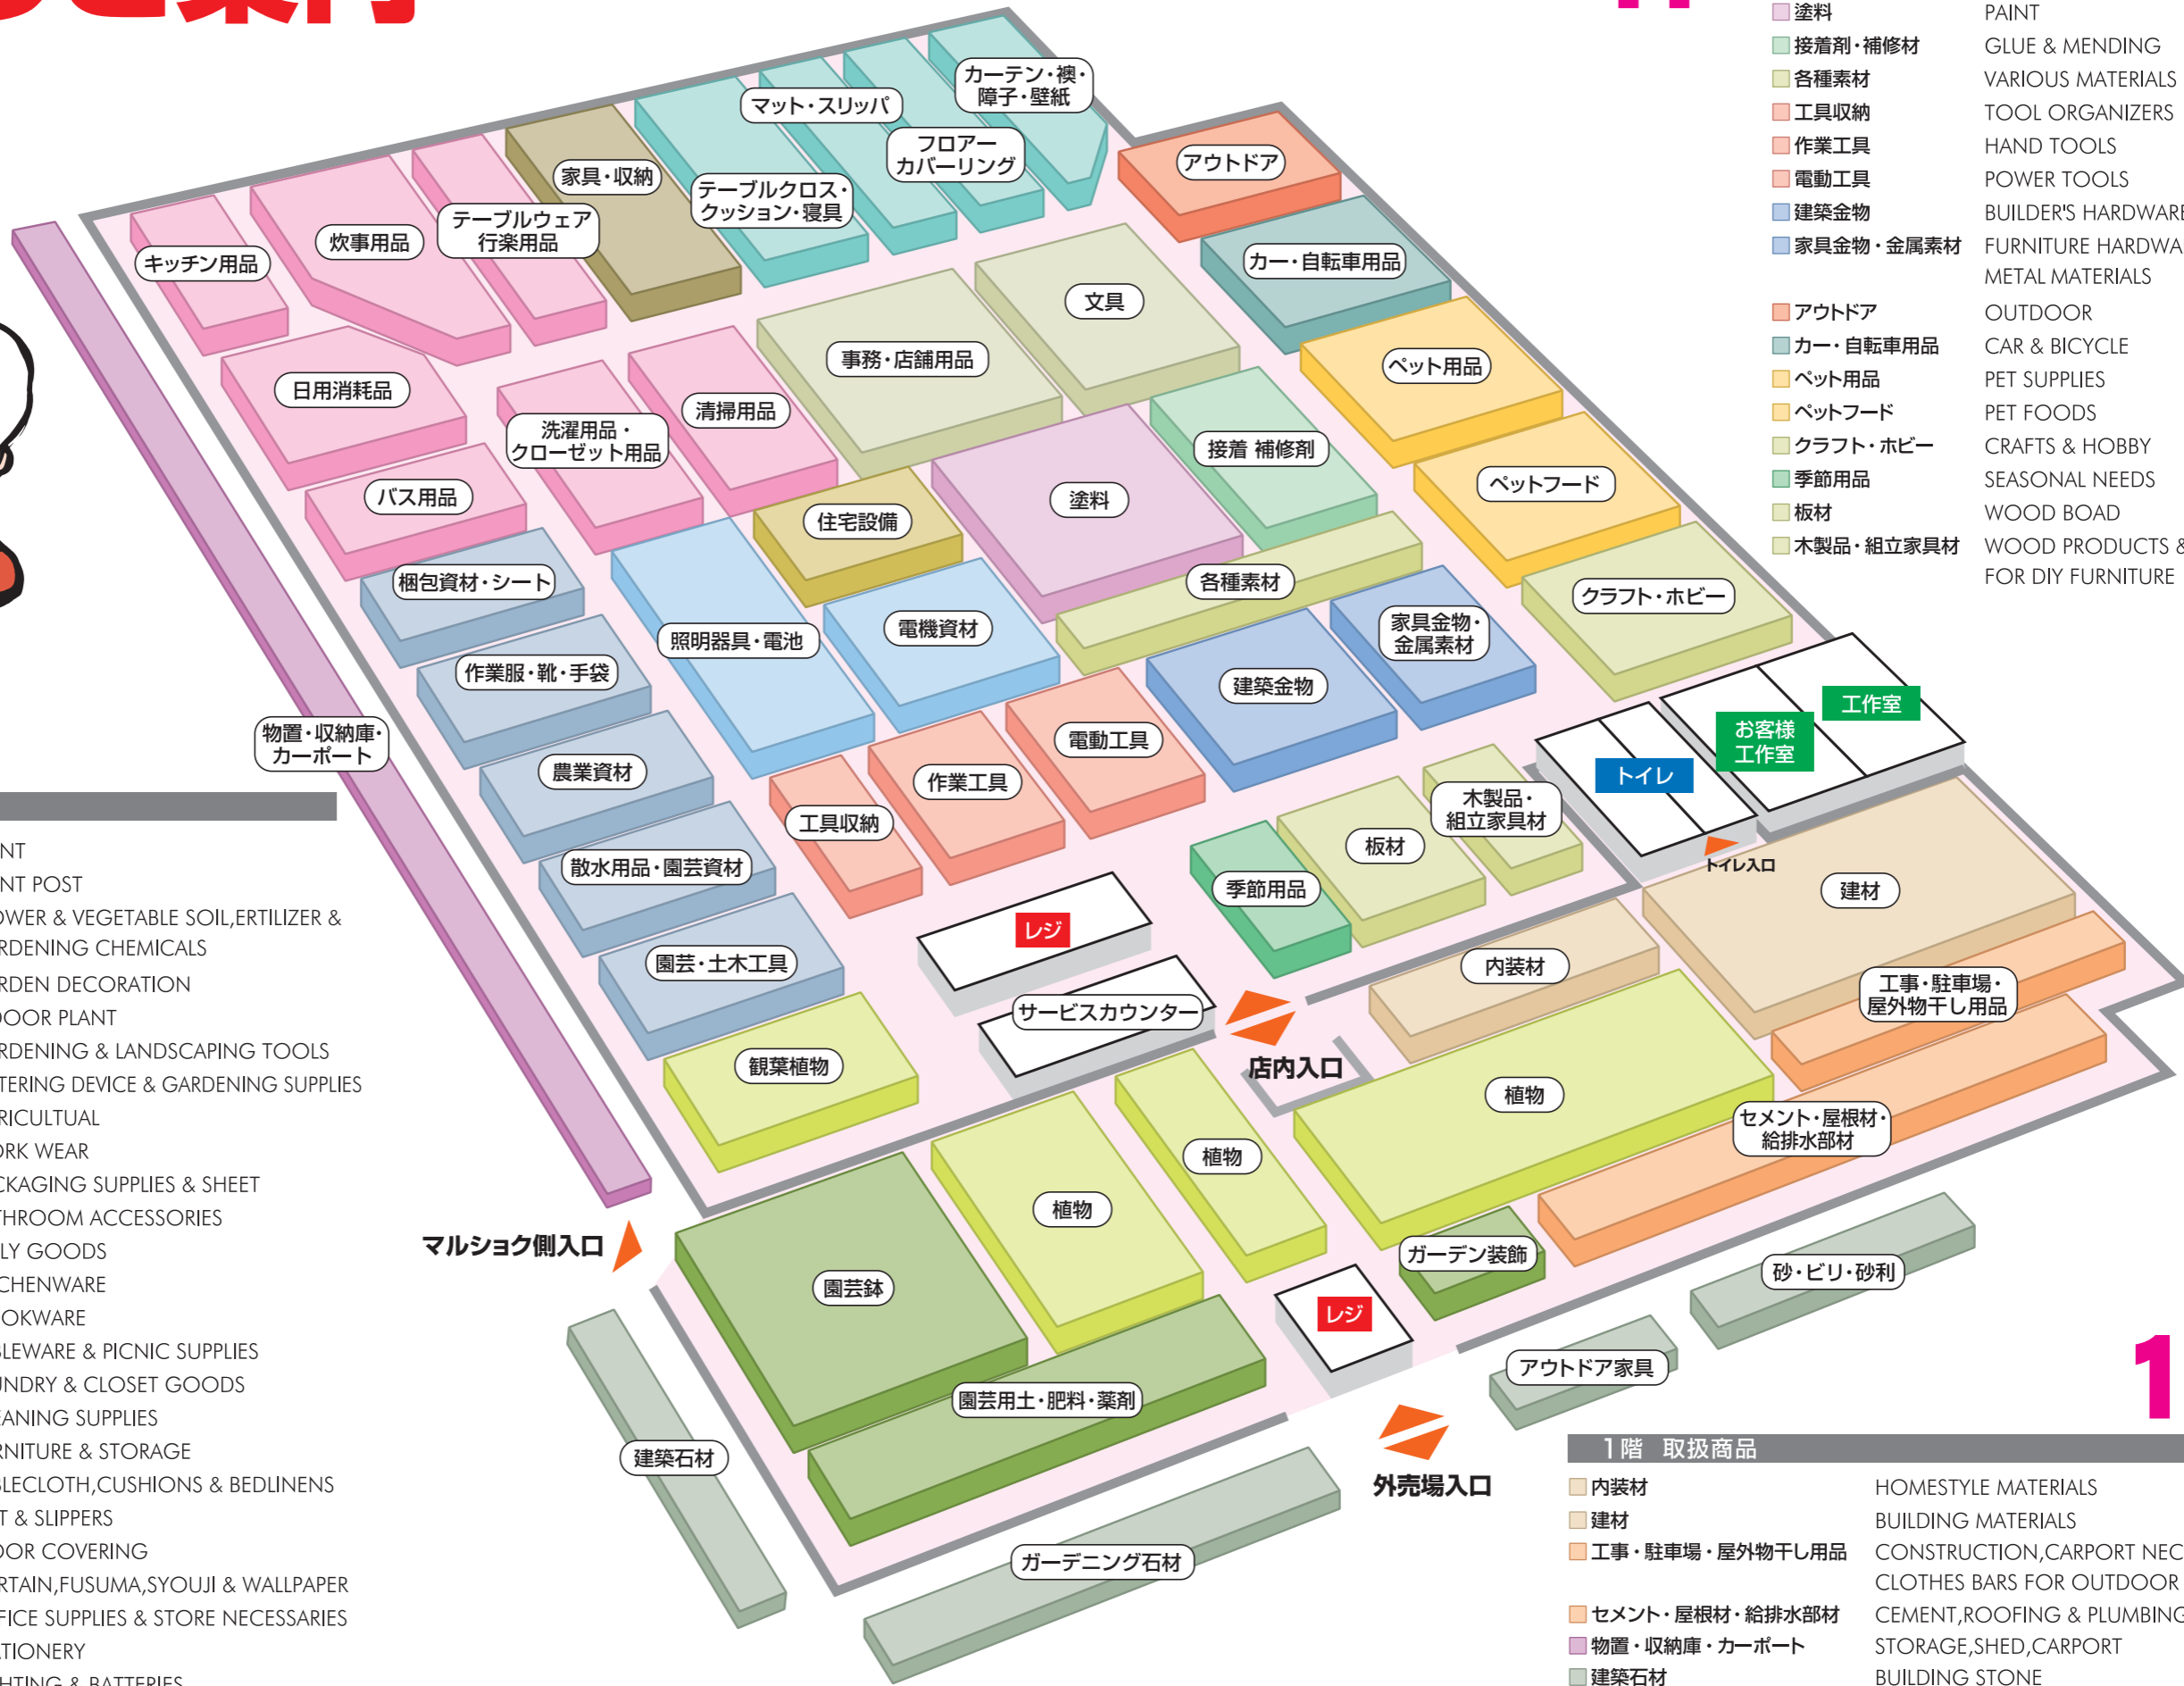 ご案内
塗料 PAINT
接着剤・補修材 GLUE & MENDING
各種素材 VARIOUS MATERIALS
工具収納 TOOL ORGANIZERS
作業工具 HAND TOOLS
電動工具 POWER TOOLS
建築金物 BUILDER'S HARDWARE
家具金物・金属素材 FURNITURE HARDWA
METAL MATERIALS
アウトドア OUTDOOR
カー・自転車用品 CAR & BICYCLE
ペット用品 PET SUPPLIES
ペットフード PET FOODS
クラフト・ホビー CRAFTS & HOBBY
季節用品 SEASONAL NEEDS
板材 WOOD BOAD
木製品・組立家具材 WOOD PRODUCTS &
FOR DIY FURNITURE
カーテン・襖・
障子・壁紙
マット・スリッパ
フロアー
カバーリング
アウトドア
家具・収納
テーブルクロス・
クッション・寝具
テーブルウェア
行楽用品
炊事用品
キッチン用品
カー・自転車用品
文具
事務・店舗用品
ペット用品
日用消耗品
清掃用品
洗濯用品・
クローゼット用品
接着 補修剤
バス用品
塗料
ペットフード
住宅設備
梱包資材・シート
各種素材
クラフト・ホビー
照明器具・電池
電機資材
家具金物・
金属素材
作業服・靴・手袋
建築金物
工作室
お客様
工作室
物置・収納庫・
カーポート
電動工具
農業資材
作業工具
トイレ
木製品・
組立家具材
工具収納
板材
トイレ入口
散水用品・園芸資材
季節用品
建材
レジ
園芸・土木工具
内装材
工事・駐車場・
屋外物干し用品
サービスカウンター
店内入口
観葉植物
植物
セメント・屋根材・
給排水部材
植物
植物
マルショク側入口
ガーデン装飾
園芸鉢
砂・ビリ・砂利
レジ
アウトドア家具
園芸用土・肥料・薬剤
建築石材
外売場入口
ガーデニング石材
NT
NT POST
OWER & VEGETABLE SOIL,ERTILIZER &
RDENING CHEMICALS
RDEN DECORATION
DOOR PLANT
RDENING & LANDSCAPING TOOLS
TERING DEVICE & GARDENING SUPPLIES
RICULTUAL
ORK WEAR
CKAGING SUPPLIES & SHEET
THROOM ACCESSORIES
LY GOODS
CHENWARE
OKWARE
BLEWARE & PICNIC SUPPLIES
UNDRY & CLOSET GOODS
EANING SUPPLIES
RNITURE & STORAGE
BLECLOTH,CUSHIONS & BEDLINENS
T & SLIPPERS
OOR COVERING
RTAIN,FUSUMA,SYOUJI & WALLPAPER
FICE SUPPLIES & STORE NECESSARIES
ATIONERY
HTING & BATTERIES
1
1階 取扱商品
内装材 HOMESTYLE MATERIALS
建材 BUILDING MATERIALS
工事・駐車場・屋外物干し用品 CONSTRUCTION,CARPORT NEC
CLOTHES BARS FOR OUTDOOR
セメント・屋根材・給排水部材 CEMENT,ROOFING & PLUMBING
物置・収納庫・カーポート STORAGE,SHED,CARPORT
建築石材 BUILDING STONE